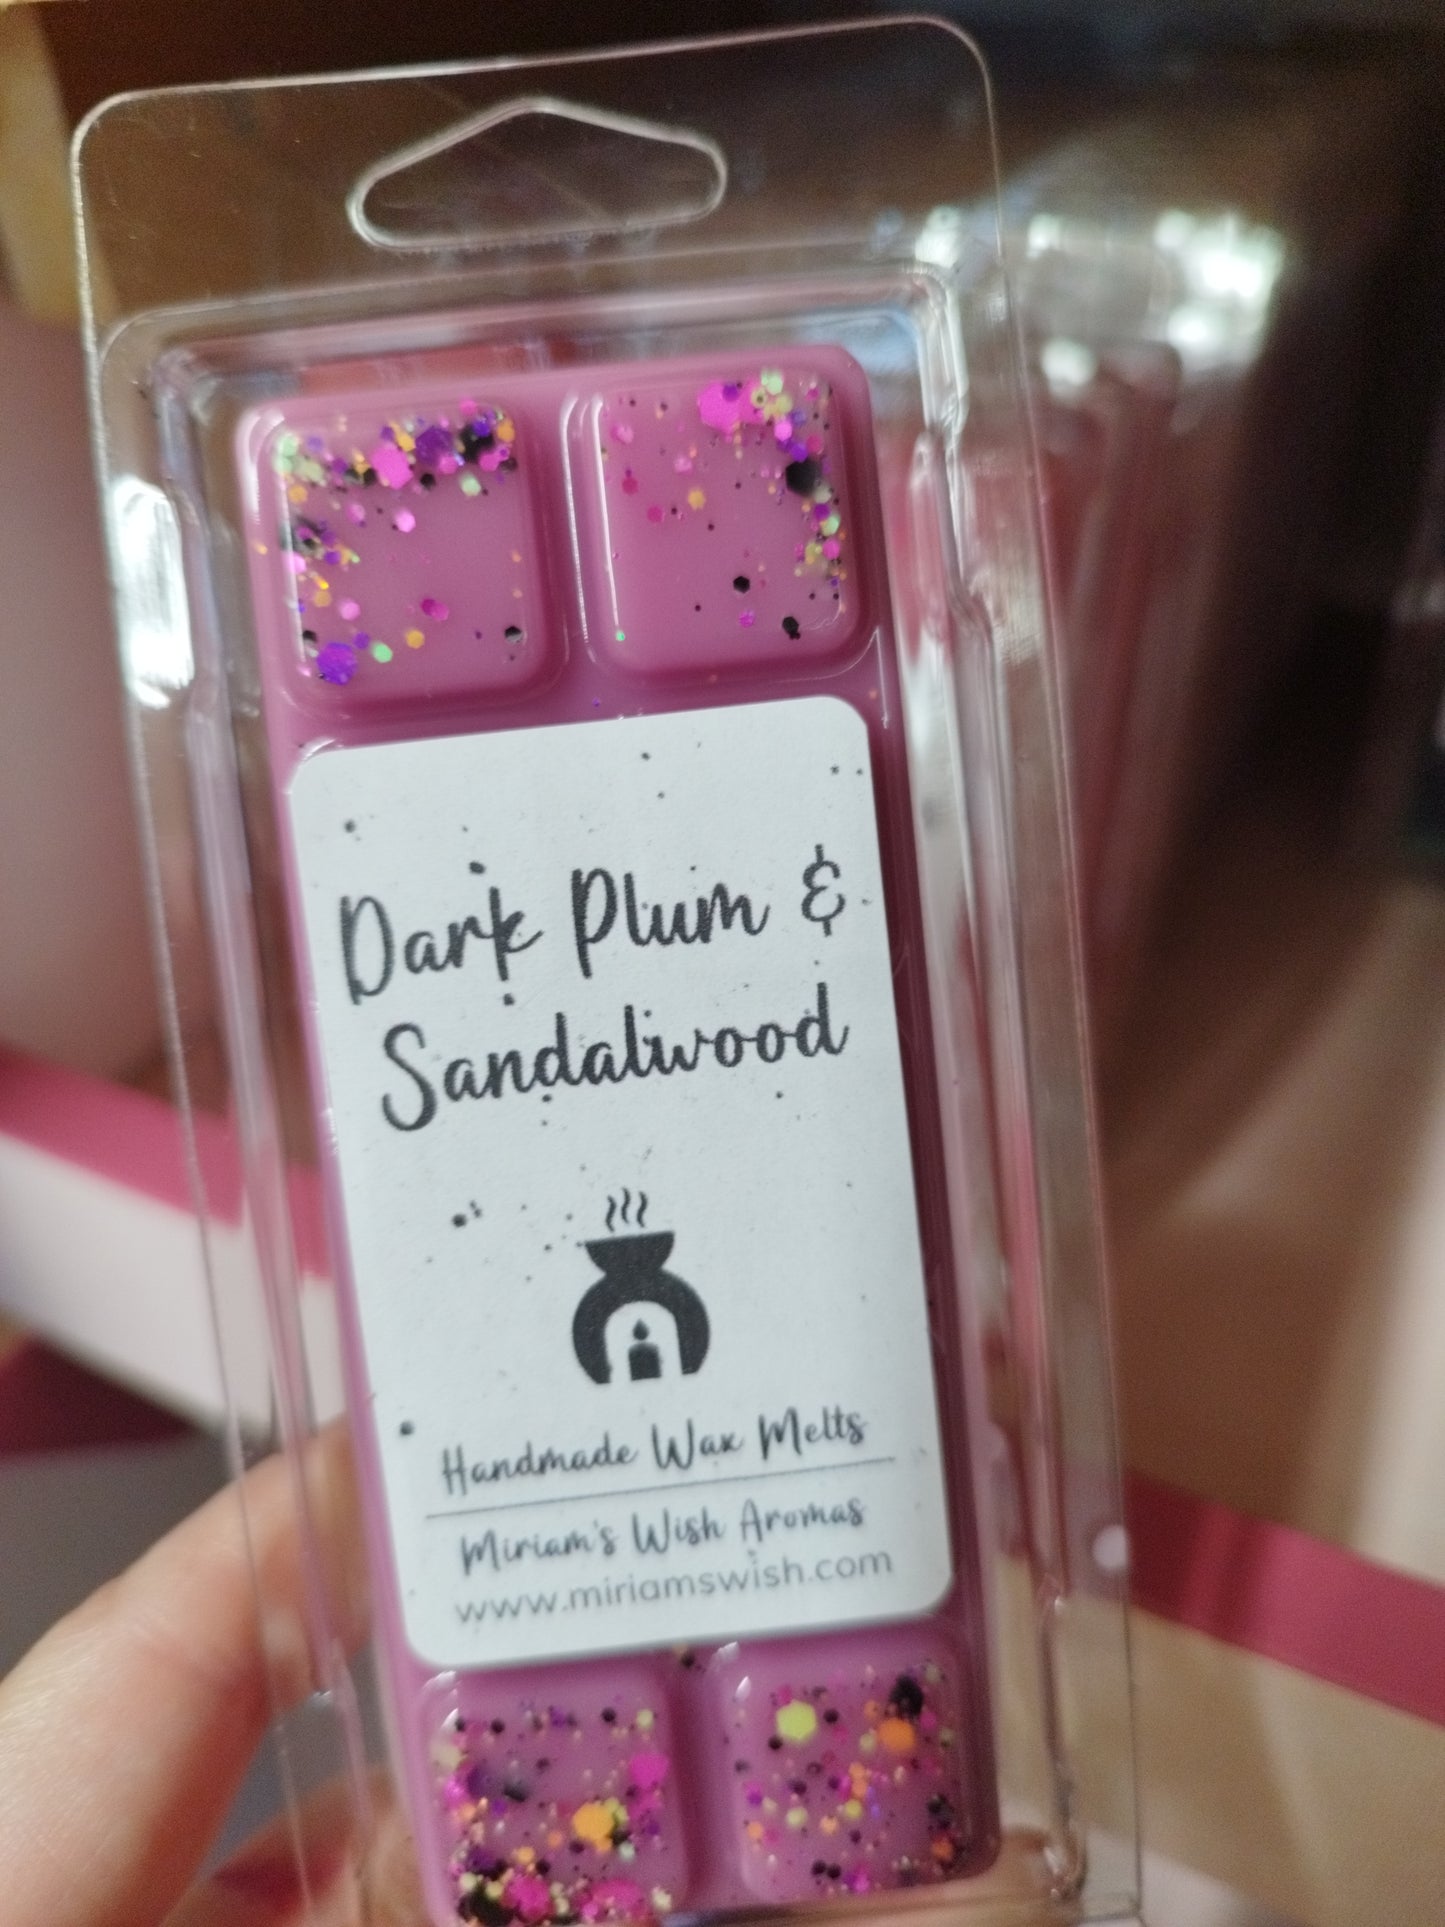 Dark Plum &
Sandalwood
Handmade Wax Melts
Miriam's Wish Aromas
www.miriamswish.com